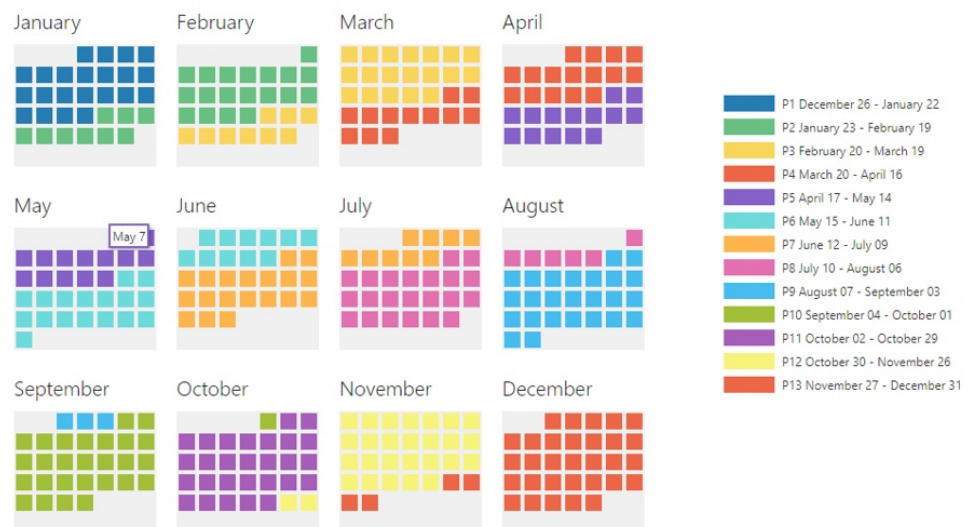 January
February
March
April
May
June
July
August
May 7
September
October
November
December
P1 December 26 - January 22
P2 January 23 - February 19
P3 February 20 - March 19
P4 March 20 - April 16
P5 April 17 - May 14
P6 May 15 - June 11
P7 June 12 - July 09
P8 July 10 - August 06
P9 August 07 - September 03
P10 September 04 - October 01
P11 October 02 - October 29
P12 October 30 - November 26
P13 November 27 - December 31